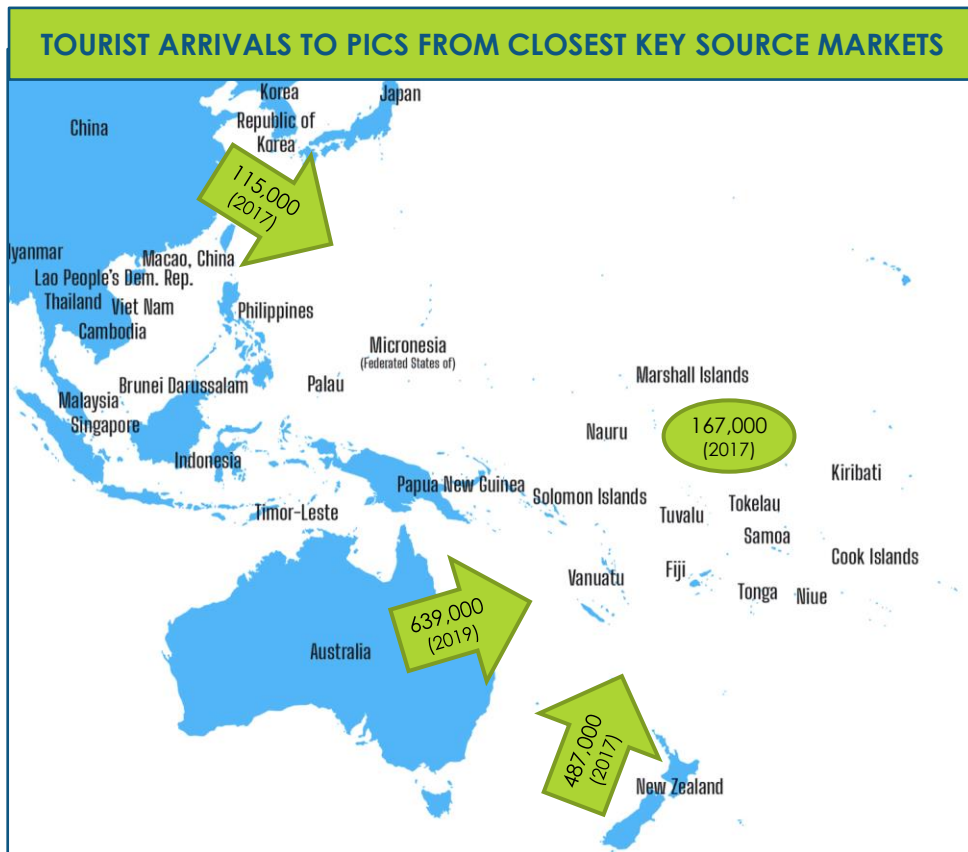 TOURIST ARRIVALS TO PICS FROM CLOSEST KEY SOURCE MARKETS
Korea
Japan
China
Republic of
Korea
115,000
(2017)
lyanmar
Macao, China
Lao People's Dem. Rep.
Thailand
Viet Nam
Philippines
Cambodia
Micronesia
(Federated States of)
Marshall Islands
Brunei Darussalam
Palau
Malaysia
Singapore
167,000
(2017)
Nauru
Indonesia
Kiribati
Papua New Guinea
Solomon Islands
Tokelau
Timor-Leste
Tuvalu
Samoa
Cook Islands
Vanuatu
Fiji
Tonga
Niue
639,000
(2019)
Australia
487,000
(2017)
New Zealand